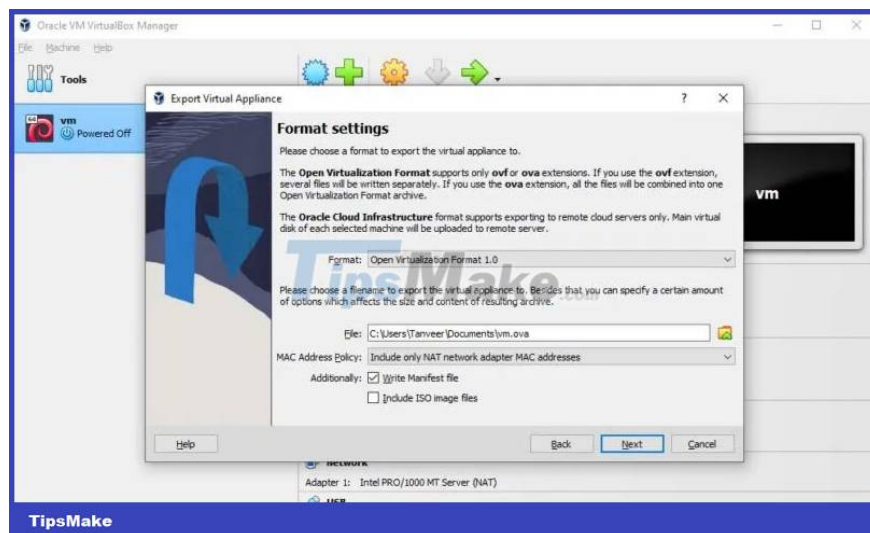 Oracle VM VirtualBox Manager
File Machine Help
Tools
64
vm
Powered Off
Export Virtual Appliance
?
Format settings
Please choose a format to export the virtual appliance to.
The Open Virtualization Format supports only ovf or ova extensions. If you use the ovf extension,
several files will be written separately. If you use the ova extension, all the files will be combined into one
Open Virtualization Format archive.
The Oracle Cloud Infrastructure format supports exporting to remote cloud servers only. Main virtual
disk of each selected machine will be uploaded to remote server.
Format: Open Virtualization Format 1.0
TipsMake.com
Please choose a filename to export the virtual appliance to. Besides that you can specify a certain amount
of options which affects the size and content of resulting archive.
File: C:\Users\Tanveer\Documents\vm.ova
MAC Address Policy: Include only NAT network adapter MAC addresses
Additionally: Write Manifest file
Include ISO image files
Help Back Next Cancel
vm
Network
Adapter 1: Intel PRO/1000 MT Server (NAT)
USB
TipsMake